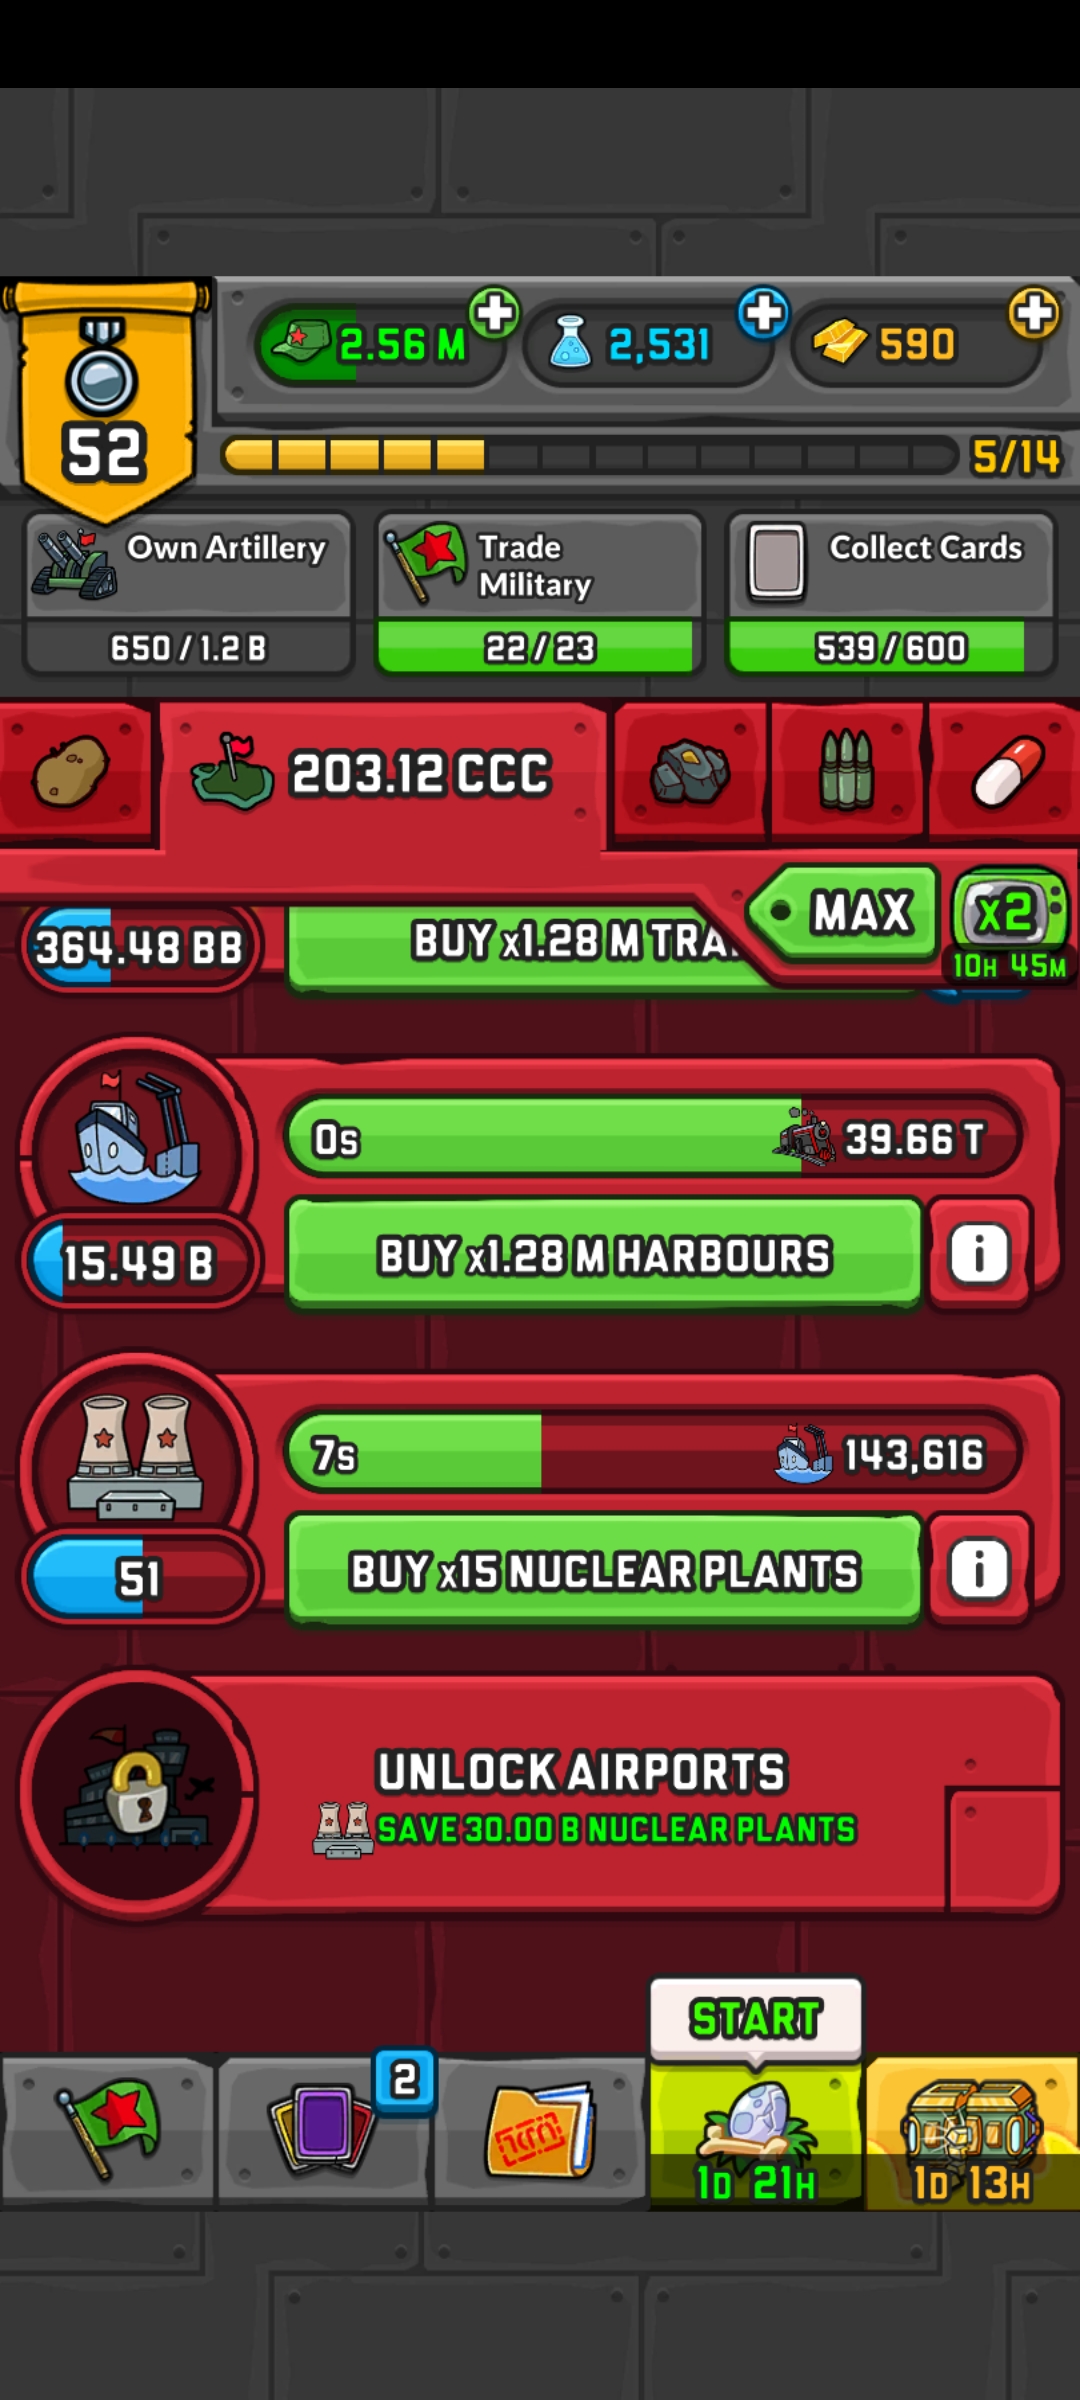 2.56 M
2,531
590
52
5/14
Own Artillery
650 / 1.2 B
Trade
Military
22 / 23
Collect Cards
539 / 600
203.12 CCC
MAX
x2
10H 45M
364.48 BB
BUY x1.28 M
0s
39.66 T
15.49 B
BUY x1.28 M HARBOURS
i
7s
143,616
51
BUY x15 NUCLEAR PLANTS
i
UNLOCK AIRPORTS
SAVE 30.00 B NUCLEAR PLANTS
START
2
1D 21H
1D 13H